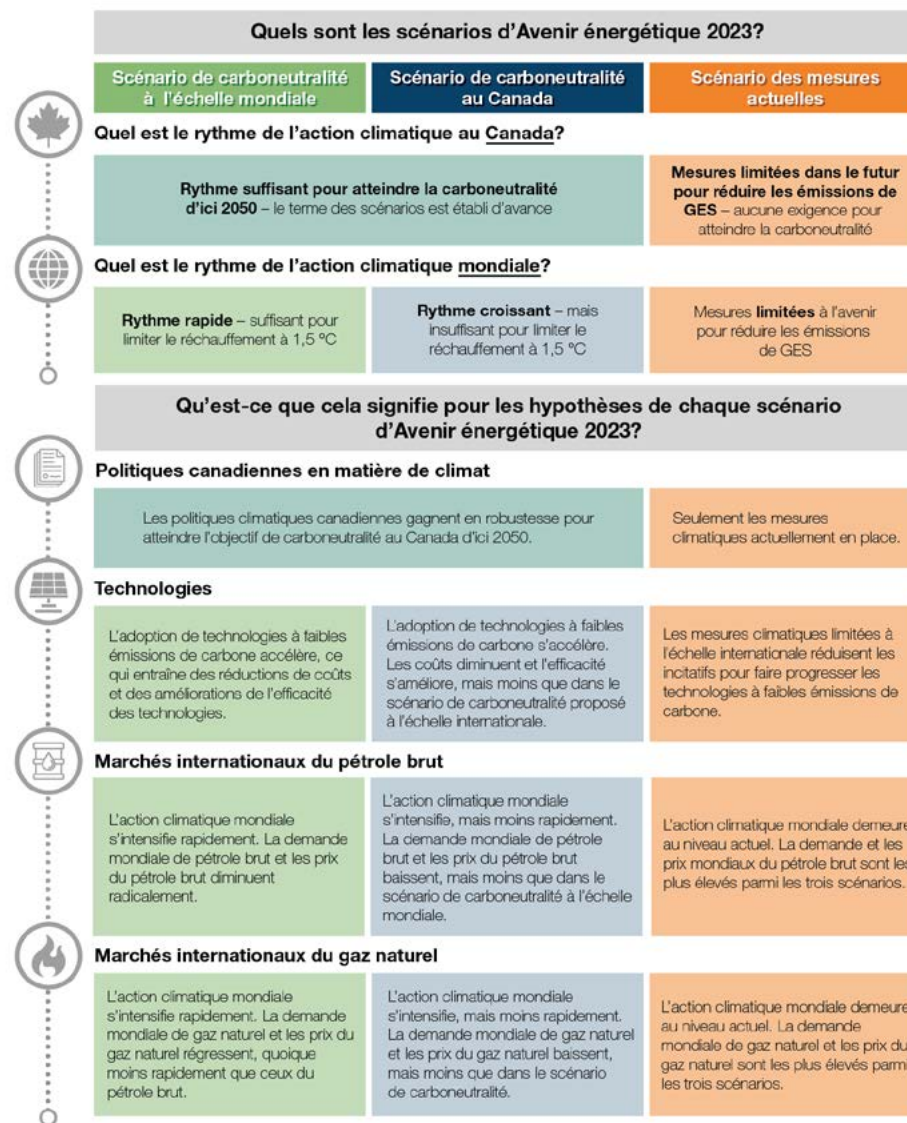 Quels sont les scénarios d'Avenir énergétique 2023?
Scénario de carboneutralité
à l'échelle mondiale
Scénario de carboneutralité
au Canada
Scénario des mesures
actuelles
Quel est le rythme de l'action climatique au Canada?
Rythme suffisant pour atteindre la carboneutralité
d'ici 2050 – le terme des scénarios est établi d'avance
Mesures limitées dans le futur
pour réduire les émissions de
GES – aucune exigence pour
atteindre la carboneutralité
Quel est le rythme de l'action climatique mondiale?
Rythme rapide – suffisant pour
limiter le réchauffement à 1,5 °C
Rythme croissant – mais
insuffisant pour limiter le
réchauffement à 1,5 °C
Mesures limitées à l'avenir
pour réduire les émissions
de GES
Qu'est-ce que cela signifie pour les hypothèses de chaque scénario
d'Avenir énergétique 2023?
Politiques canadiennes en matière de climat
Les politiques climatiques canadiennes gagnent en robustesse pour
atteindre l'objectif de carboneutralité au Canada d'ici 2050.
Seulement les mesures
climatiques actuellement en place.
Technologies
L'adoption de technologies à faibles
émissions de carbone accélère, ce
qui entraîne des réductions de coûts
et des améliorations de l'efficacité
des technologies.
L'adoption de technologies à faibles
émissions de carbone s'accélère.
Les coûts diminuent et l'efficacité
s'améliore, mais moins que dans le
scénario de carboneutralité proposé
à l'échelle internationale.
Les mesures climatiques limitées à
l'échelle internationale réduisent les
incitatifs pour faire progresser les
technologies à faibles émissions de
carbone.
Marchés internationaux du pétrole brut
L'action climatique mondiale
s'intensifie rapidement. La demande
mondiale de pétrole brut et les prix
du pétrole brut diminuent
radicalement.
L'action climatique mondiale
s'intensifie, mais moins rapidement.
La demande mondiale de pétrole
brut et les prix du pétrole brut
baissent, mais moins que dans le
scénario de carboneutralité à l'échelle
mondiale.
L'action climatique mondiale demeure
au niveau actuel. La demande et les
prix mondiaux du pétrole brut sont les
plus élevés parmi les trois scénarios.
Marchés internationaux du gaz naturel
L'action climatique mondiale
s'intensifie rapidement. La demande
mondiale de gaz naturel et les prix du
gaz naturel régressent, quoique
moins rapidement que ceux du
pétrole brut.
L'action climatique mondiale
s'intensifie, mais moins rapidement.
La demande mondiale de gaz naturel
et les prix du gaz naturel baissent,
mais moins que dans le scénario
de carboneutralité.
L'action climatique mondiale demeure
au niveau actuel. La demande
mondiale de gaz naturel et les prix du
gaz naturel sont les plus élevés parmi
les trois scénarios.